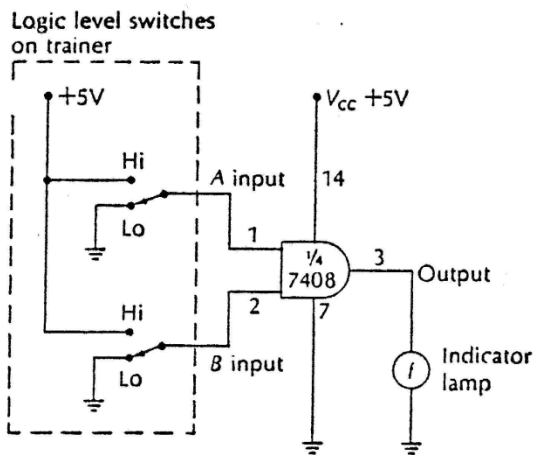 Logic level switches
on trainer
+5V
Vcc +5V
Hi
A input
14
Lo
1
¼
7408
3
Output
2
7
Hi
B input
Lo
Indicator
lamp